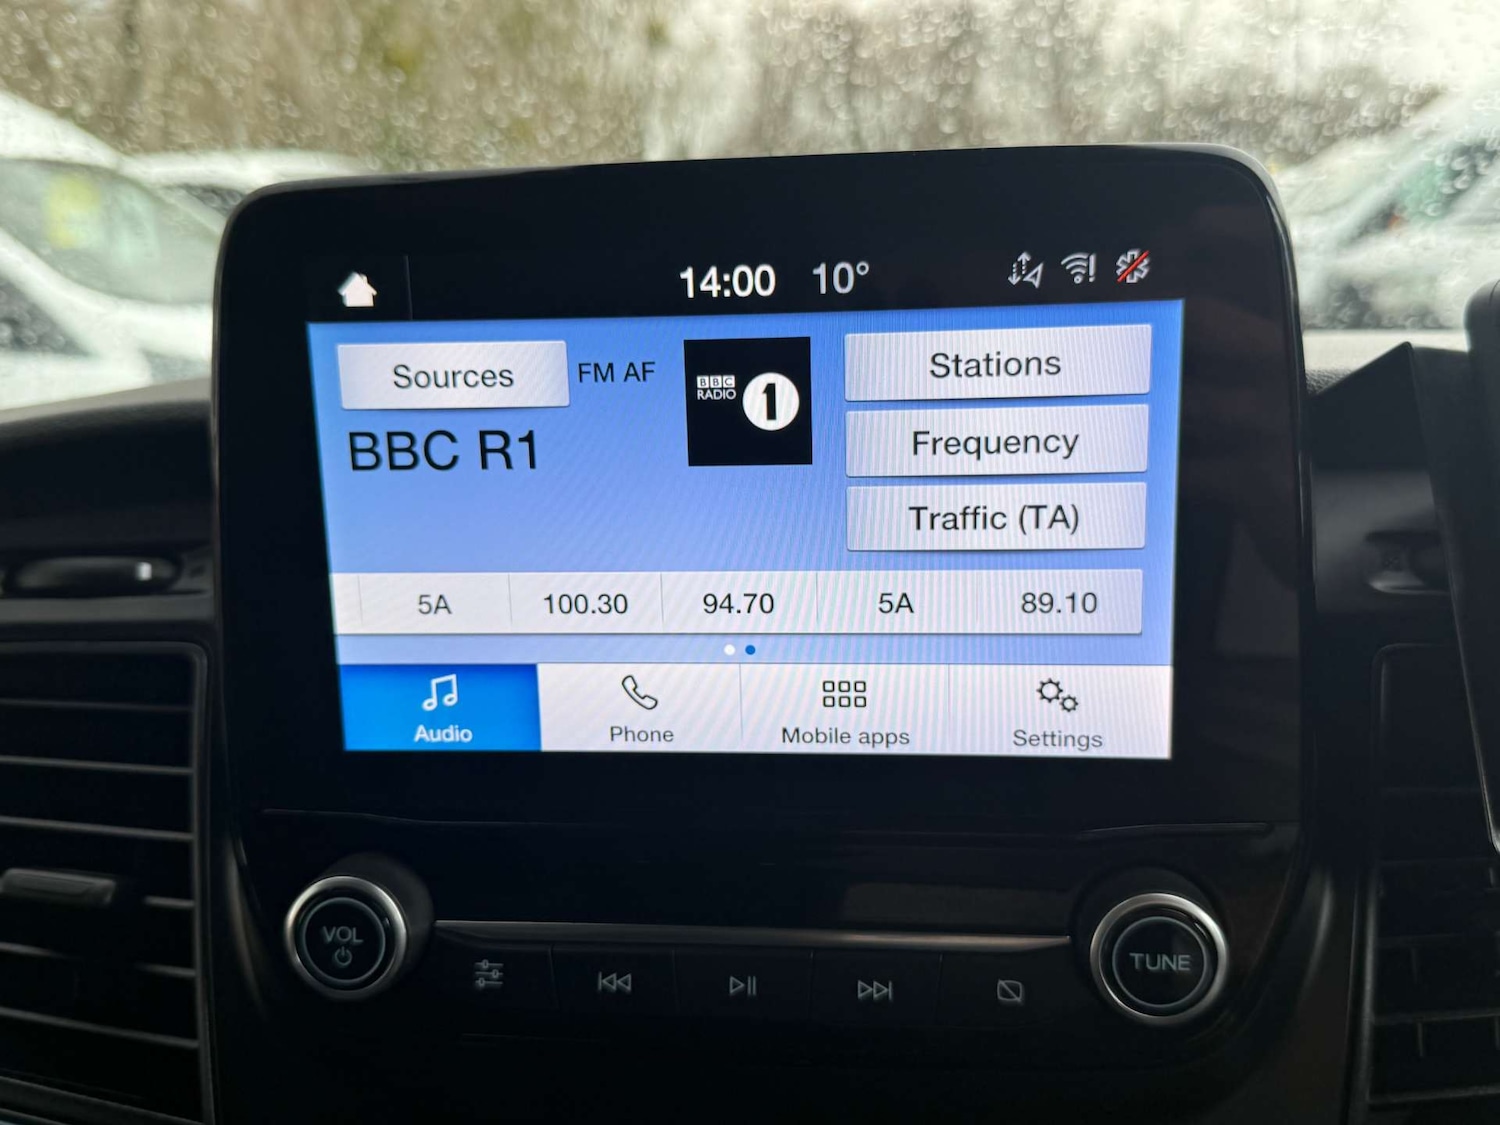 14:00 10°
Sources FM AF
BBC
RADIO 1
BBC R1
Stations
Frequency
Traffic (TA)
5A 100.30 94.70 5A 89.10
Audio Phone Mobile apps Settings
VOL
TUNE